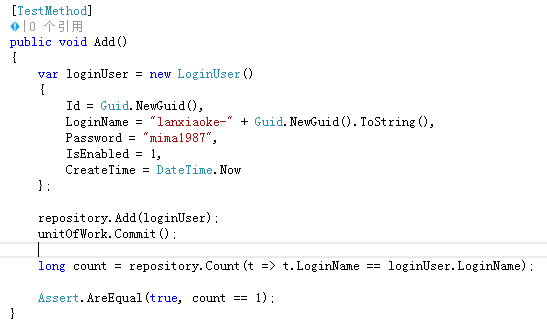 [TestMethod]
|0 个引用
public void Add()
{
    var loginUser = new LoginUser()
    {
        Id = Guid.NewGuid(),
        LoginName = "lanxiaoke-" + Guid.NewGuid().ToString(),
        Password = "mima1987",
        IsEnabled = 1,
        CreateTime = DateTime.Now
    };

    repository.Add(loginUser);
    unitOfWork.Commit();

    long count = repository.Count(t => t.LoginName == loginUser.LoginName);

    Assert.AreEqual(true, count == 1);
}